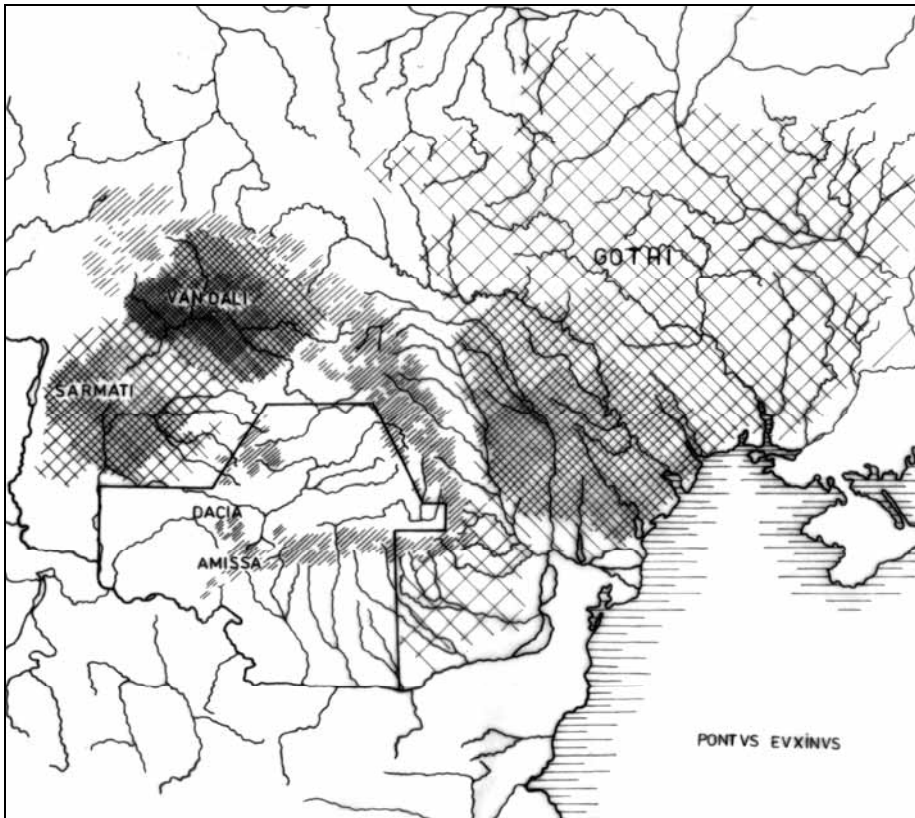 GOTHI
VANDALI
SARMATI
DACIA
AMISSA
PONTVS EVXINVS